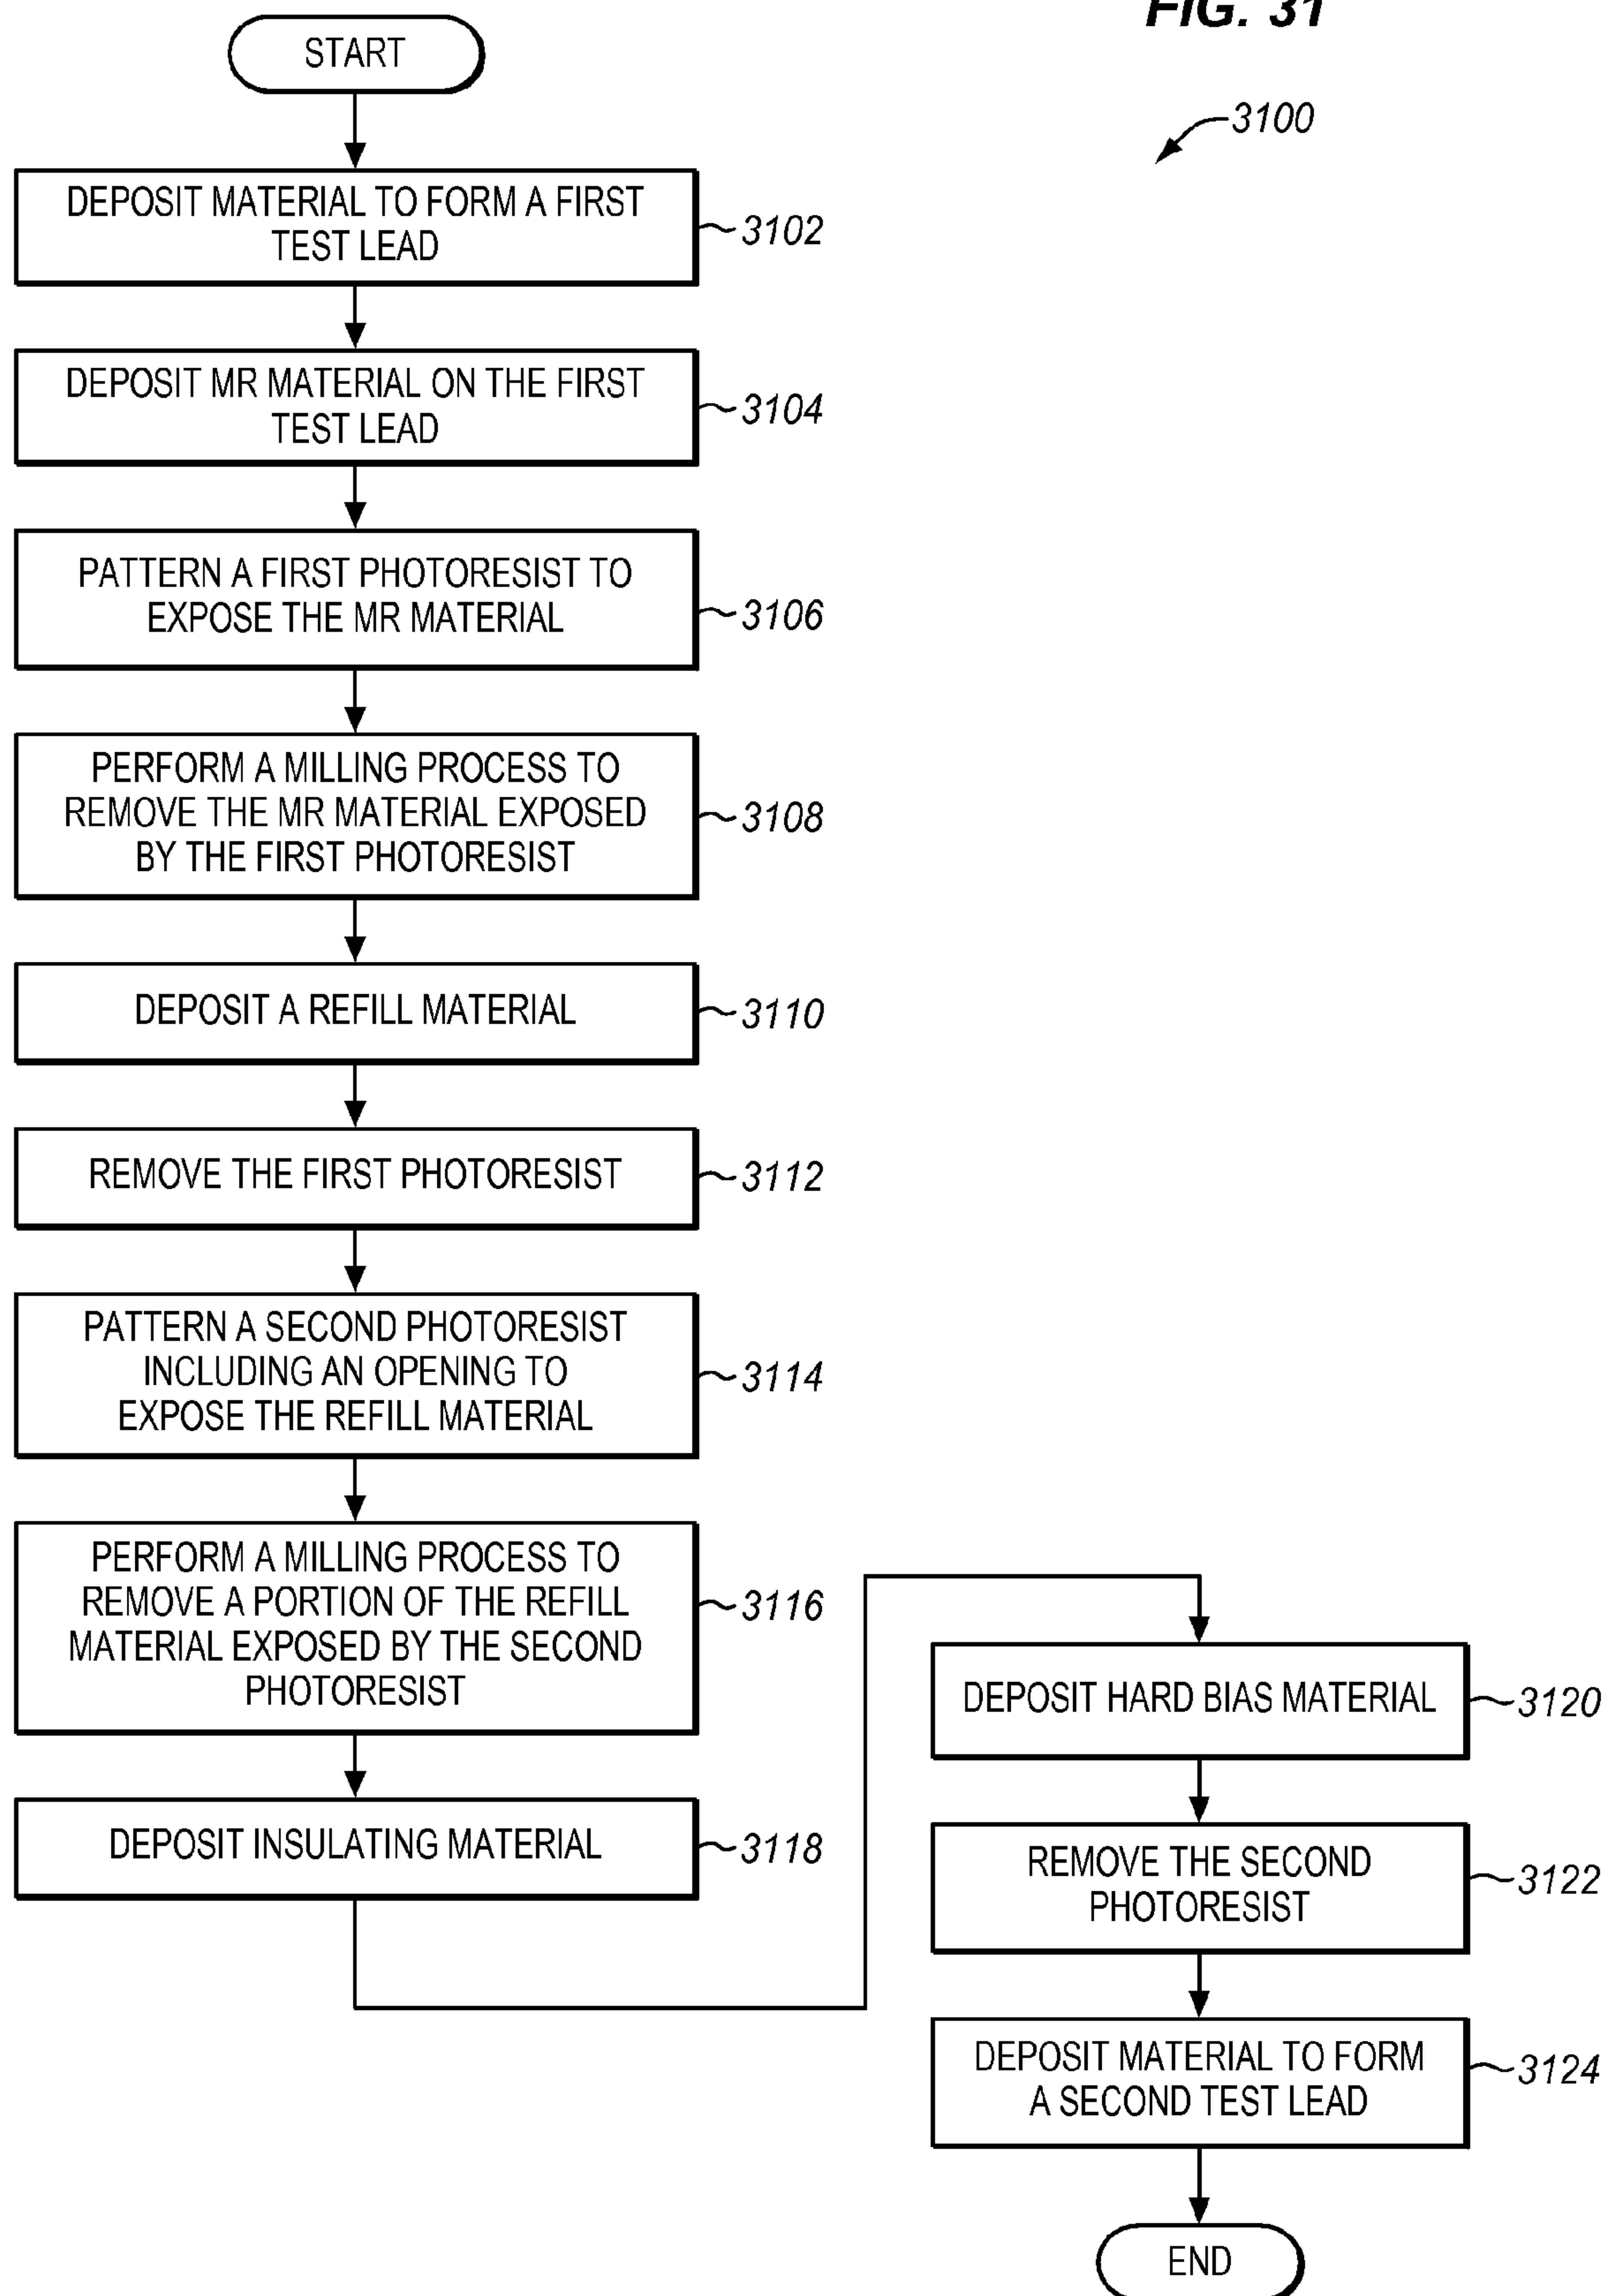 FIG. 31
3100
START
DEPOSIT MATERIAL TO FORM A FIRST
TEST LEAD
3102
DEPOSIT MR MATERIAL ON THE FIRST
TEST LEAD
3104
PATTERN A FIRST PHOTORESIST TO
EXPOSE THE MR MATERIAL
3106
PERFORM A MILLING PROCESS TO
REMOVE THE MR MATERIAL EXPOSED
BY THE FIRST PHOTORESIST
3108
DEPOSIT A REFILL MATERIAL
3110
REMOVE THE FIRST PHOTORESIST
3112
PATTERN A SECOND PHOTORESIST
INCLUDING AN OPENING TO
EXPOSE THE REFILL MATERIAL
3114
PERFORM A MILLING PROCESS TO
REMOVE A PORTION OF THE REFILL
MATERIAL EXPOSED BY THE SECOND
PHOTORESIST
3116
DEPOSIT INSULATING MATERIAL
3118
DEPOSIT HARD BIAS MATERIAL
3120
REMOVE THE SECOND
PHOTORESIST
3122
DEPOSIT MATERIAL TO FORM
A SECOND TEST LEAD
3124
END